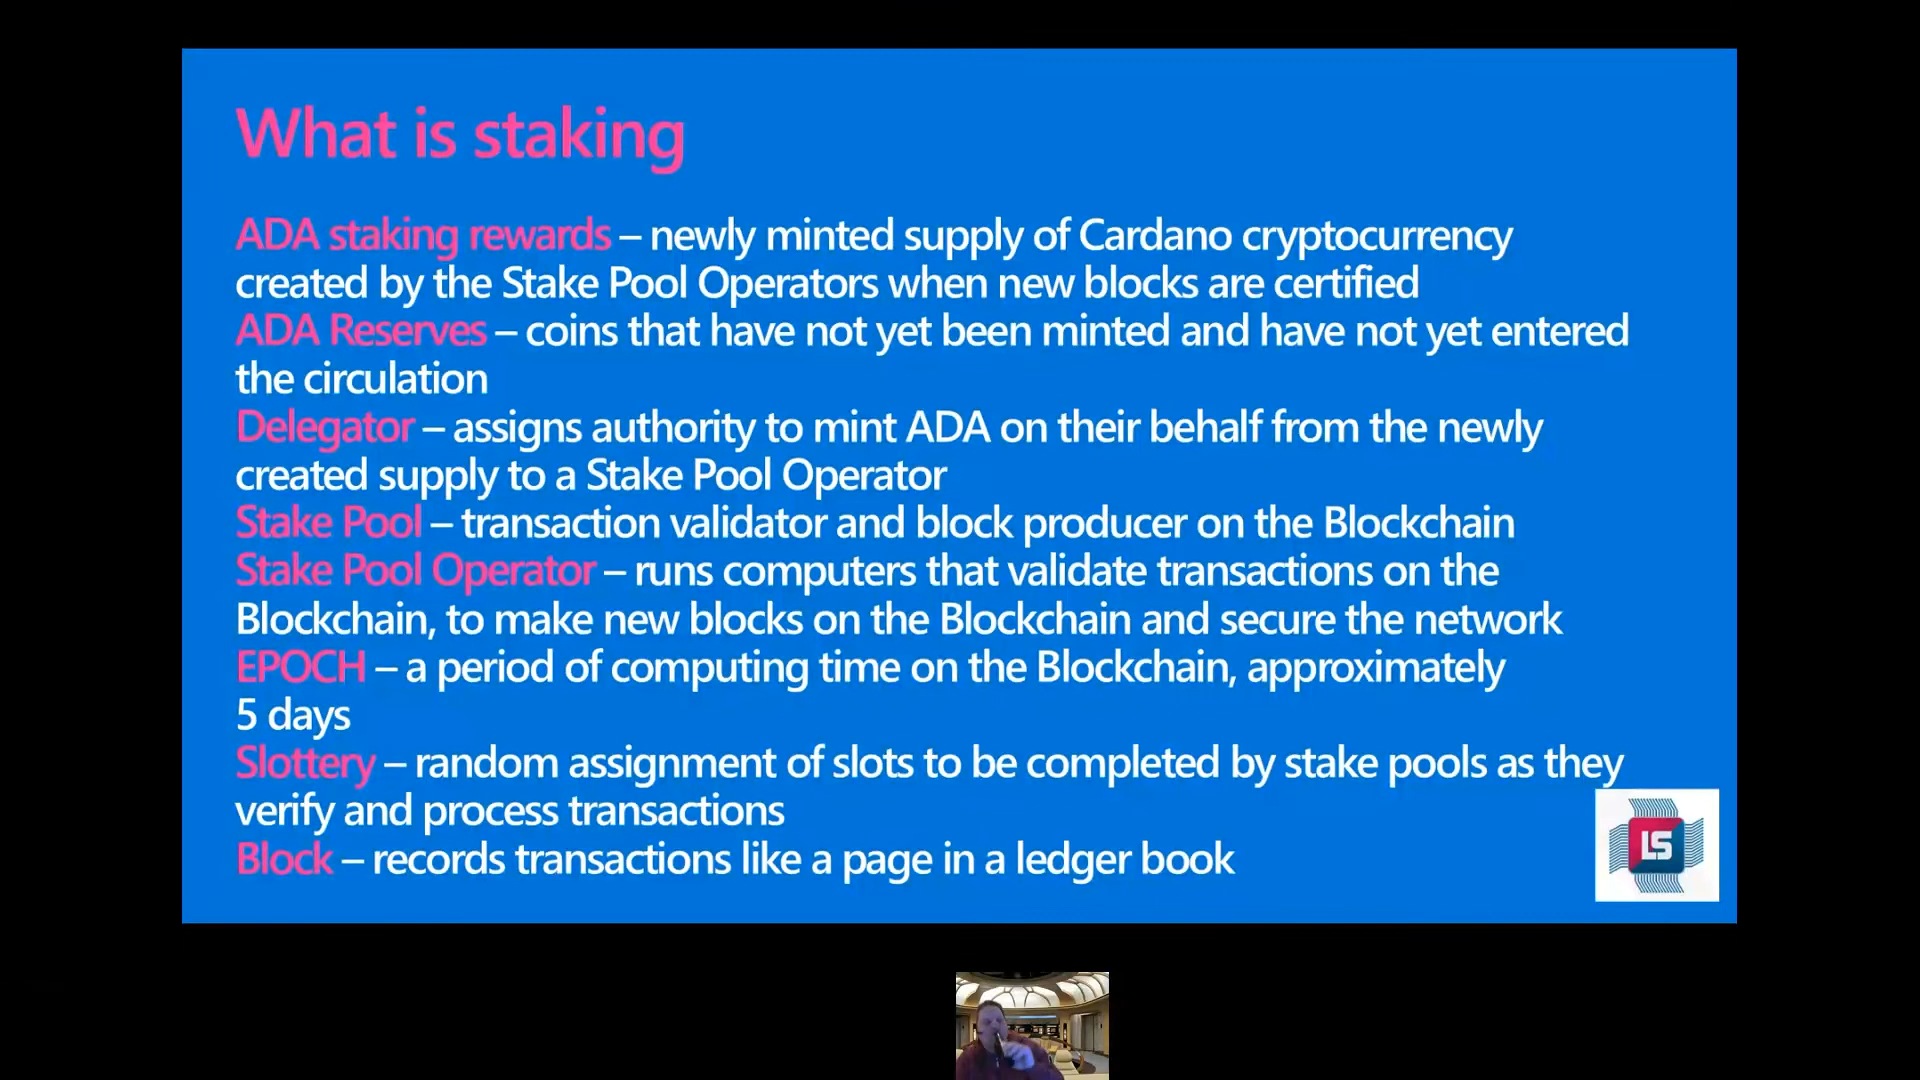 What is staking
ADA staking rewards – newly minted supply of Cardano cryptocurrency
created by the Stake Pool Operators when new blocks are certified
ADA Reserves – coins that have not yet been minted and have not yet entered
the circulation
Delegator – assigns authority to mint ADA on their behalf from the newly
created supply to a Stake Pool Operator
Stake Pool – transaction validator and block producer on the Blockchain
Stake Pool Operator – runs computers that validate transactions on the
Blockchain, to make new blocks on the Blockchain and secure the network
EPOCH – a period of computing time on the Blockchain, approximately
5 days
Slottery – random assignment of slots to be completed by stake pools as they
verify and process transactions
Block – records transactions like a page in a ledger book
LS